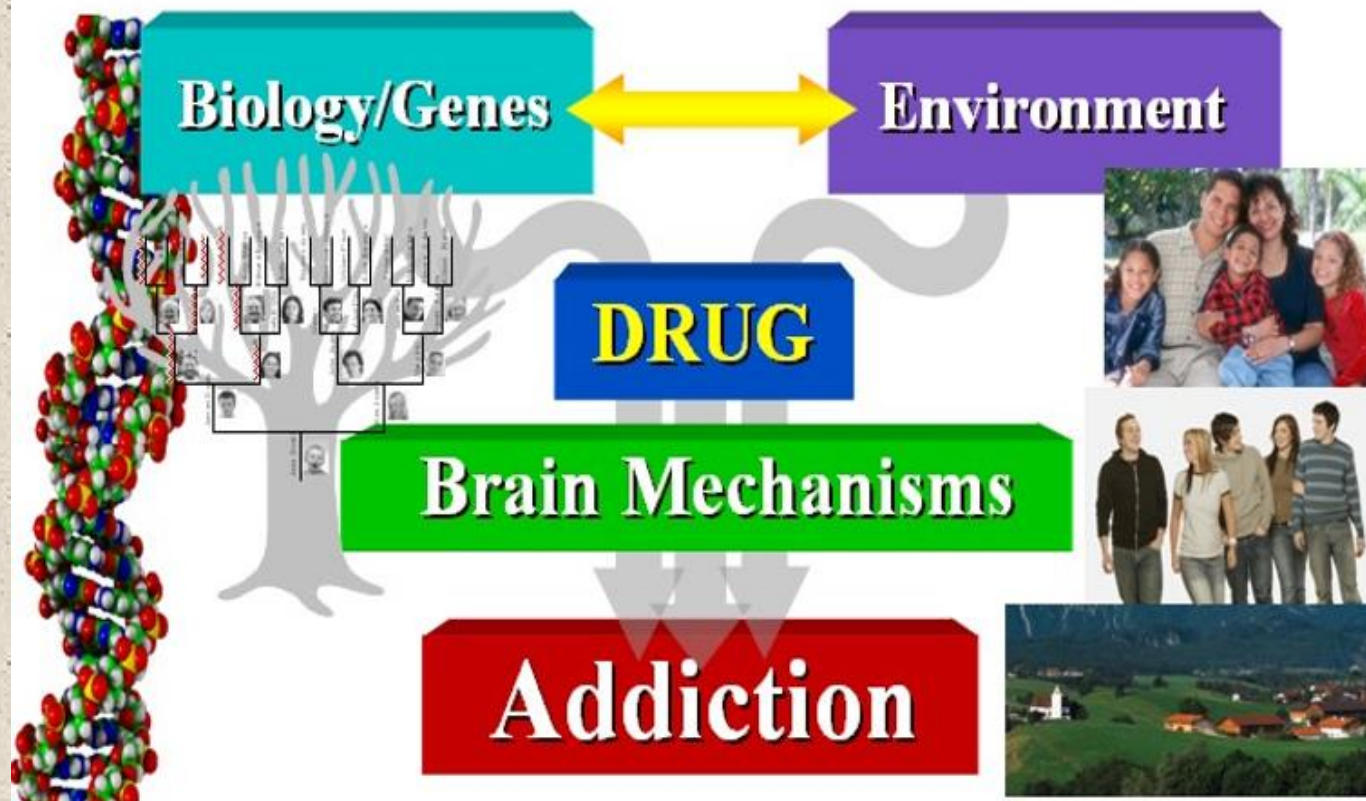 Biology/Genes
Environment
DRUG
Brain Mechanisms
Addiction